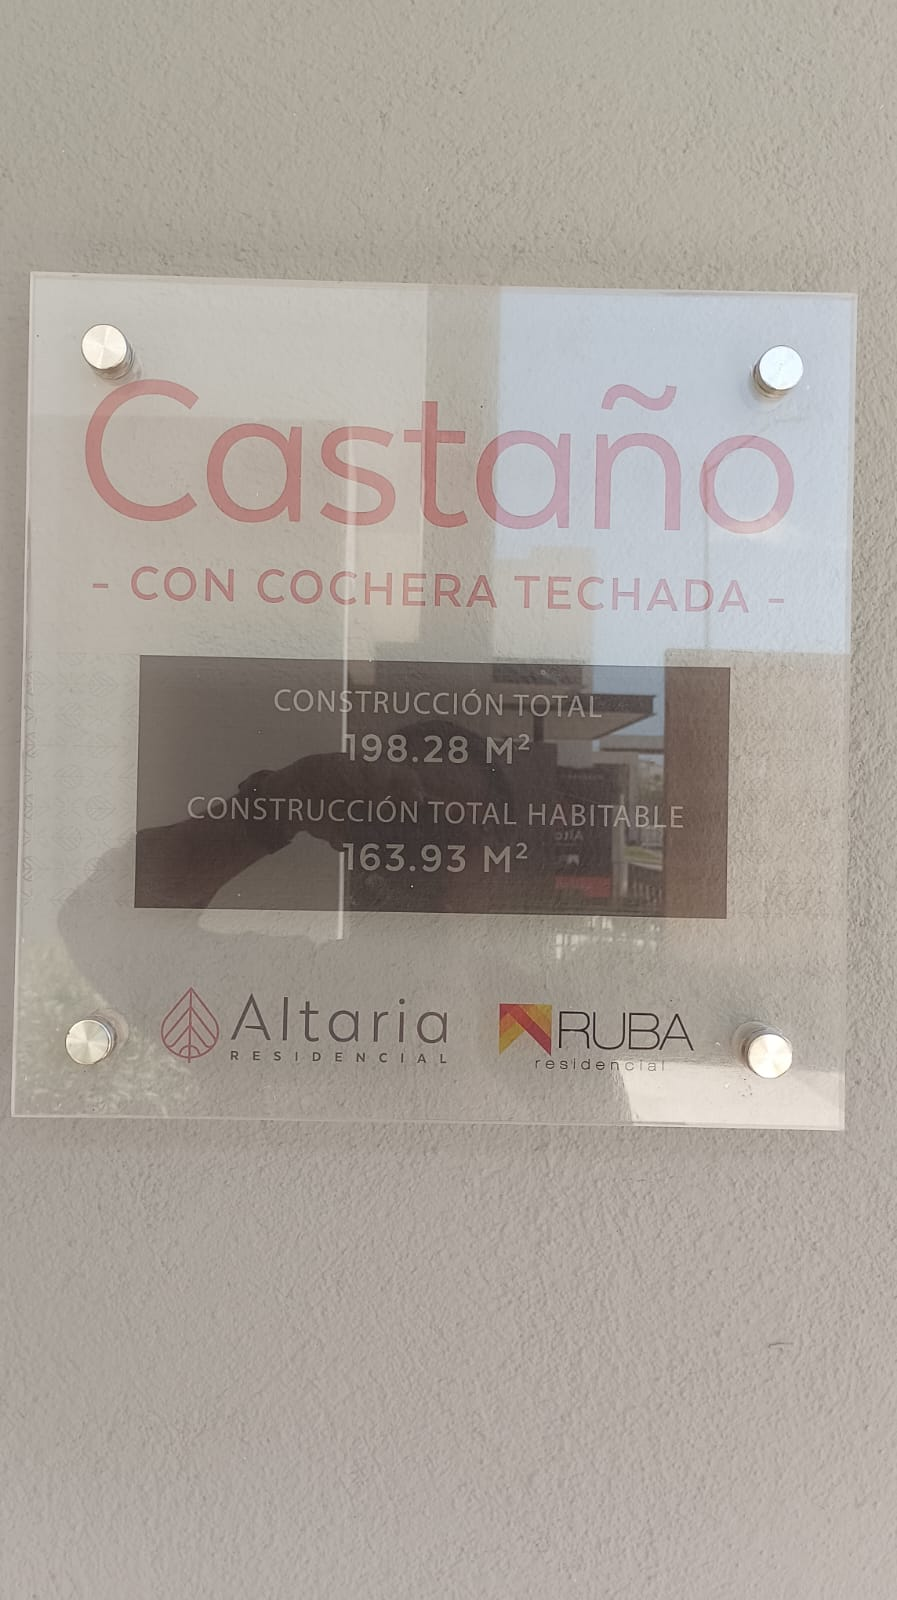 Castaño
- CON COCHERA TECHADA -
CONSTRUCCIÓN TOTAL
198.28 M²
CONSTRUCCIÓN TOTAL HABITABLE
163.93 M²
Altaria
RESIDENCIAL
RUBA
residencial